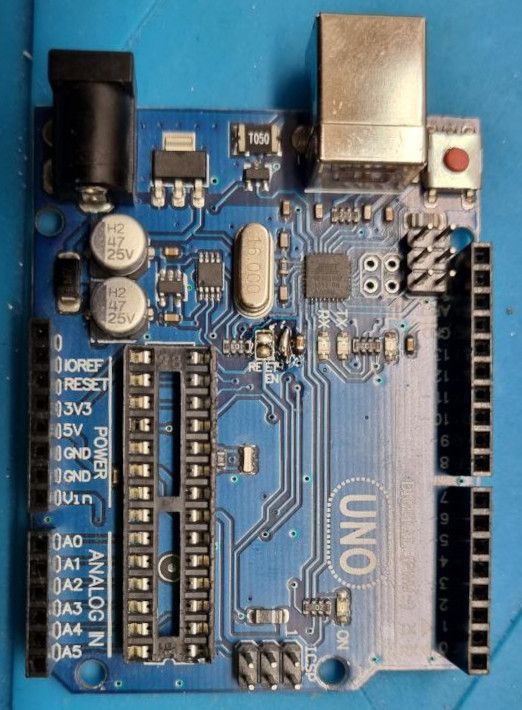 T050
H2
47
25V
H2
47
25V
16.000
TX
RX
RESET
EN
IOREF
RESET
3V3
5V
GND
GND
Vin
POWER
A0
A1
A2
A3
A4
A5
ANALOG IN
28
13
12
11
10
9
8
7
6
5
4
3
2
1
0
UNO
ON
ICSP
1